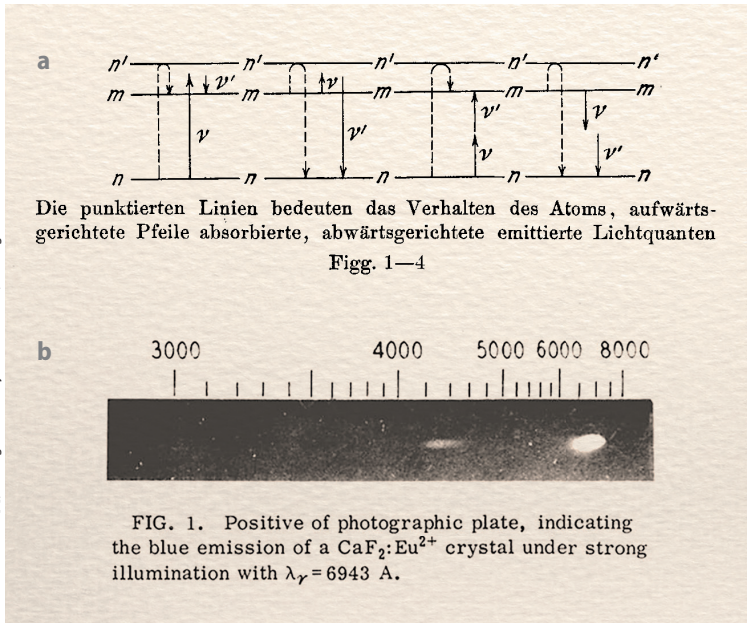 a
n' n' n' n' n'
ν' ν
m m m m m
ν ν' ν' ν ν ν'
n n n n n
Die punktierten Linien bedeuten das Verhalten des Atoms, aufwärts-
gerichtete Pfeile absorbierte, abwärtsgerichtete emittierte Lichtquanten
Figg. 1—4
b
3000 4000 5000 6000 8000
FIG. 1. Positive of photographic plate, indicating
the blue emission of a CaF₂:Eu²⁺ crystal under strong
illumination with λᵣ=6943 A.